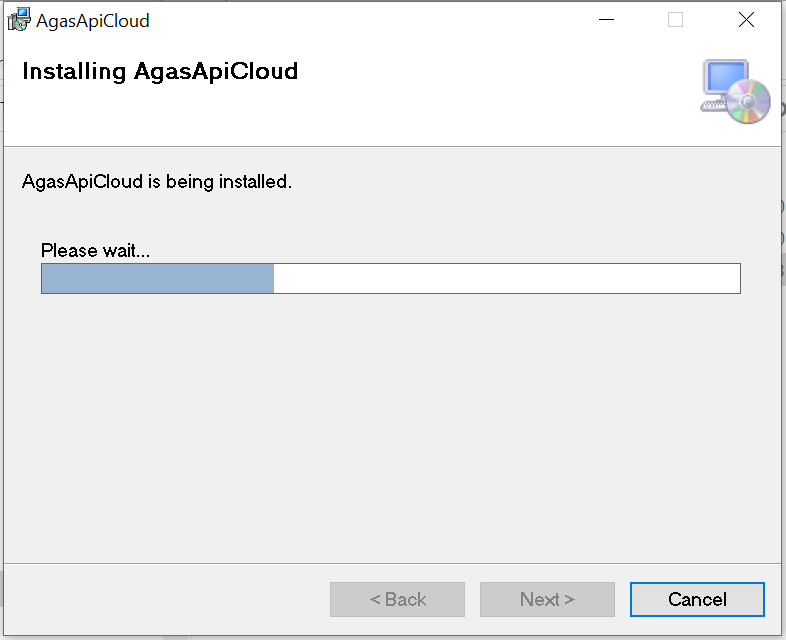 AgasApiCloud
Installing AgasApiCloud
AgasApiCloud is being installed.
Please wait...
< Back
Next >
Cancel